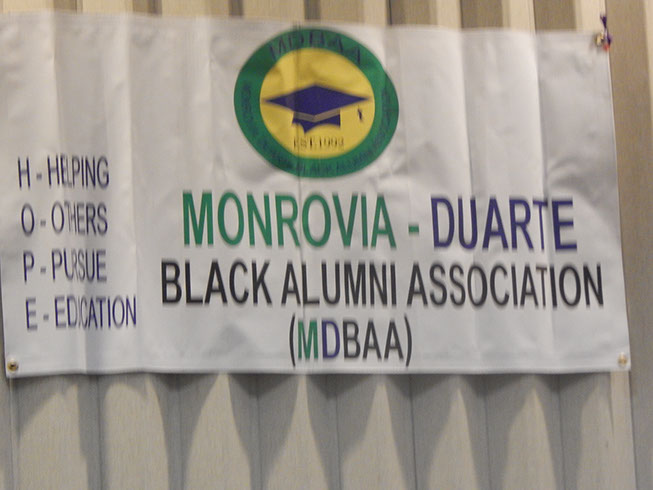 MDBAA
EST.1993
H - HELPING
O - OTHERS
P - PURSUE
E - EDUCATION
MONROVIA - DUARTE
BLACK ALUMNI ASSOCIATION
(MDBAA)